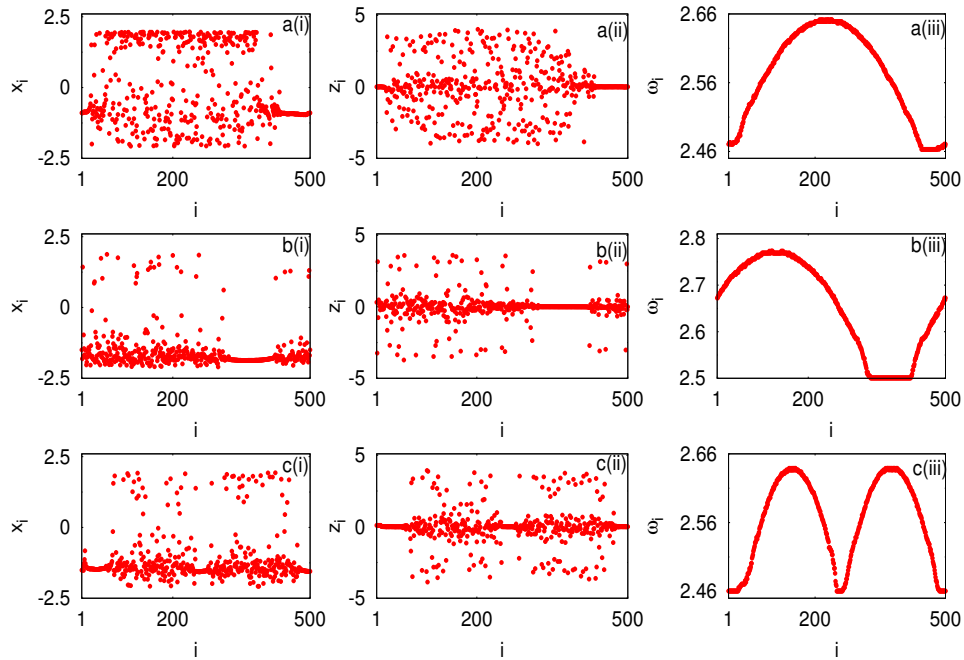 2.5 a(i) 5 a(ii) 2.66 a(iii)
x_i 0 z_i 0 ω_i 2.56
-2.5 -5 2.46
1 200 500 1 200 500 1 200 500
i i i
2.5 b(i) 5 b(ii) 2.8 b(iii)
x_i 0 z_i 0 ω_i 2.7
2.6
-2.5 -5 2.5
1 200 500 1 200 500 1 200 500
i i i
2.5 c(i) 5 c(ii) 2.66 c(iii)
x_i 0 z_i 0 ω_i 2.56
-2.5 -5 2.46
1 200 500 1 200 500 1 200 500
i i i